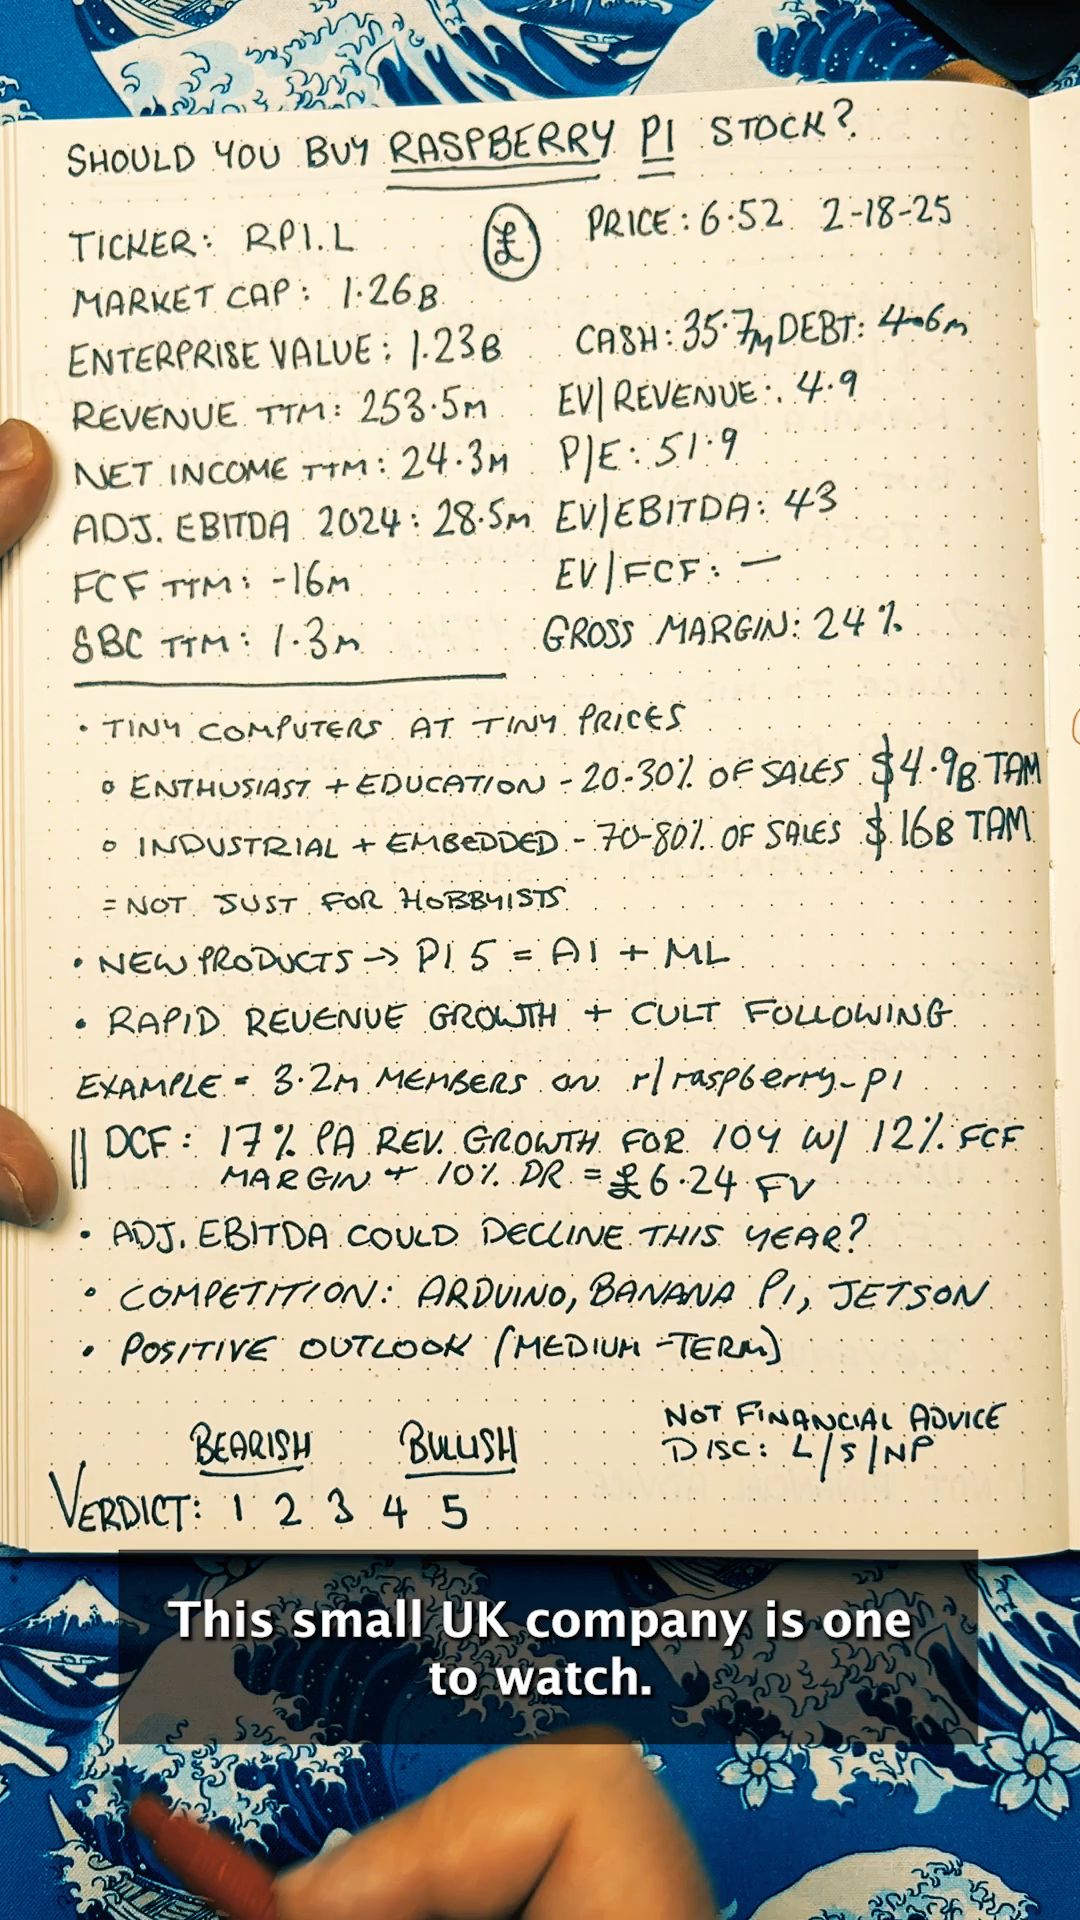 SHOULD YOU BUY RASPBERRY PI STOCK?
TICKER: RPI.L £ PRICE: 6.52 2-18-25
MARKET CAP: 1.26B
ENTERPRISE VALUE: 1.23B CASH: 35.7M DEBT: 4.6M
REVENUE TTM: 253.5M EV/REVENUE: 4.9
NET INCOME TTM: 24.3M P/E: 51.9
ADJ. EBITDA 2024: 28.5M EV/EBITDA: 43
FCF TTM: -16M EV/FCF: —
SBC TTM: 1.3M GROSS MARGIN: 24%
• TINY COMPUTERS AT TINY PRICES
o ENTHUSIAST + EDUCATION - 20-30% OF SALES $4.9B TAM
o INDUSTRIAL + EMBEDDED - 70-80% OF SALES $16B TAM
= NOT JUST FOR HOBBYISTS
• NEW PRODUCTS → PI 5 = AI + ML
• RAPID REVENUE GROWTH + CULT FOLLOWING
EXAMPLE = 3.2M MEMBERS on r/raspberry_pi
|| DCF: 17% PA REV. GROWTH FOR 10Y W/ 12% FCF
MARGIN + 10% DR = £6.24 FV
• ADJ. EBITDA COULD DECLINE THIS YEAR?
• COMPETITION: ARDUINO, BANANA PI, JETSON
• POSITIVE OUTLOOK (MEDIUM-TERM)
NOT FINANCIAL ADVICE
BEARISH BULLISH DISC: L/S/NP
VERDICT: 1 2 3 4 5
This small UK company is one
to watch.